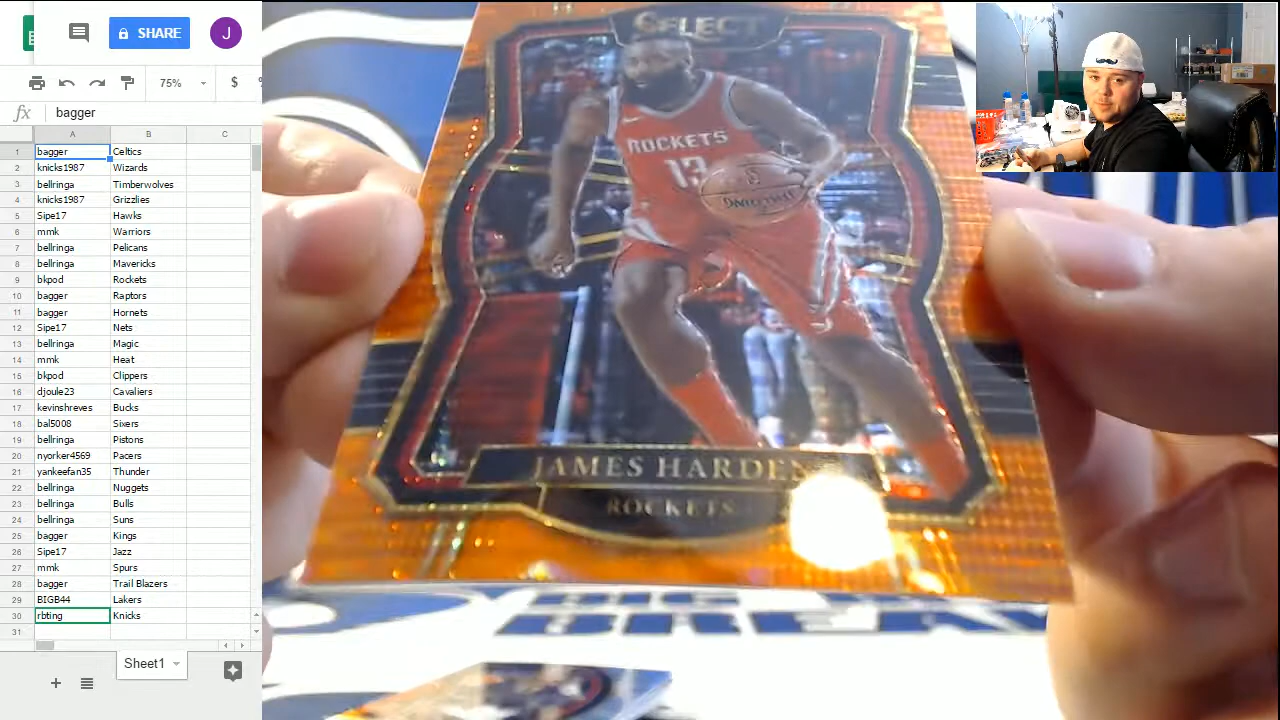 SHARE
J
75%
$
fx bagger
A B C
bagger Celtics
2 knicks1987 Wizards
3 bellringa Timberwolves
4 knicks1987 Grizzlies
5 Sipe17 Hawks
6 mmk Warriors
7 bellringa Pelicans
8 bellringa Mavericks
9 bkpod Rockets
10 bagger Raptors
11 bagger Hornets
12 Sipe17 Nets
13 bellringa Magic
14 mmk Heat
15 bkpod Clippers
16 djoule23 Cavaliers
17 kevinshreves Bucks
18 bal5008 Sixers
19 bellringa Pistons
20 nyorker4569 Pacers
21 yankeefan35 Thunder
22 bellringa Nuggets
23 bellringa Bulls
24 bellringa Suns
25 bagger Kings
26 Sipe17 Jazz
27 mmk Spurs
28 bagger Trail Blazers
29 BIGB44 Lakers
30 rbting Knicks
31
Sheet1
SELECT
ROCKETS
13
SPALDING
JAMES HARDEN
ROCKETS